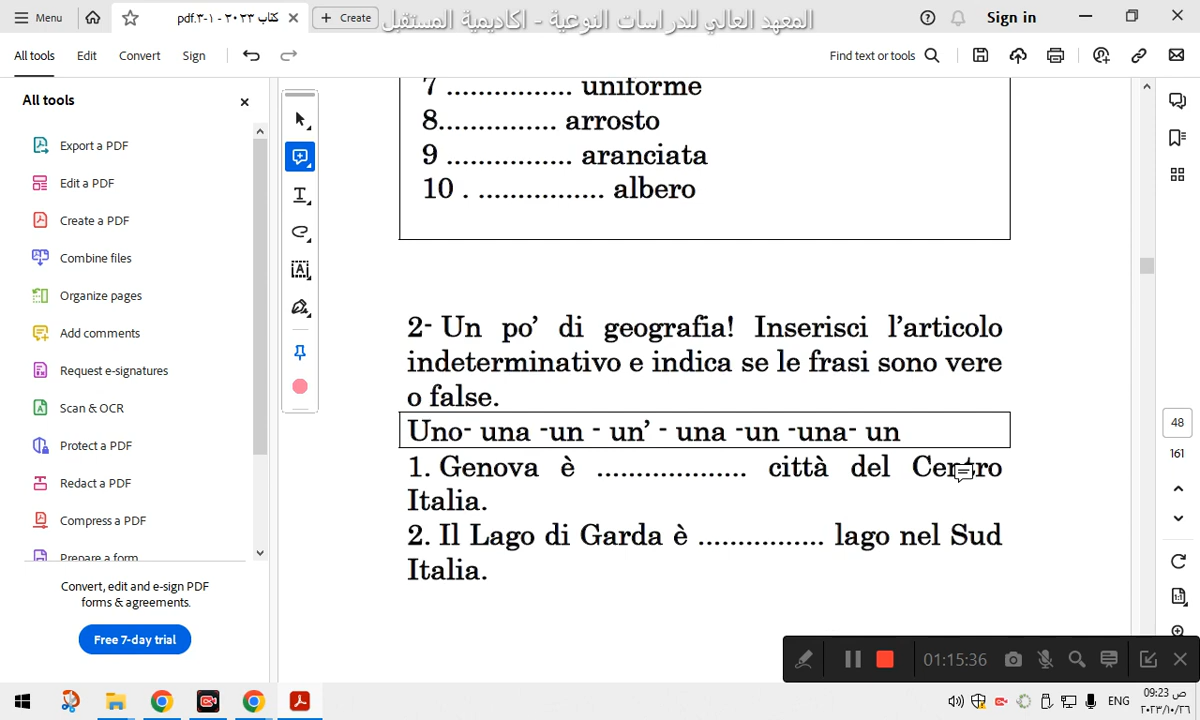 Menu
كتاب ٢٠٢٣ - ١-٣.pdf
Create
المعهد العالي للدراسات النوعية - اكاديمية المستقبل
Sign in
All tools
Edit
Convert
Sign
Find text or tools
All tools
Export a PDF
Edit a PDF
Create a PDF
Combine files
Organize pages
Add comments
Request e-signatures
Scan & OCR
Protect a PDF
Redact a PDF
Compress a PDF
Prepare a form
Convert, edit and e-sign PDF
forms & agreements.
Free 7-day trial
7 ............... uniforme
8............... arrosto
9 ............... aranciata
10 . ............... albero
2- Un po’ di geografia! Inserisci l’articolo
indeterminativo e indica se le frasi sono vere
o false.
Uno- una -un - un’ - una -un -una- un
1. Genova è .................. città del Centro
Italia.
2. Il Lago di Garda è ............... lago nel Sud
Italia.
48
161
01:15:36
ENG
09:23 ص
٢٠٢٣/١٠/٢٦